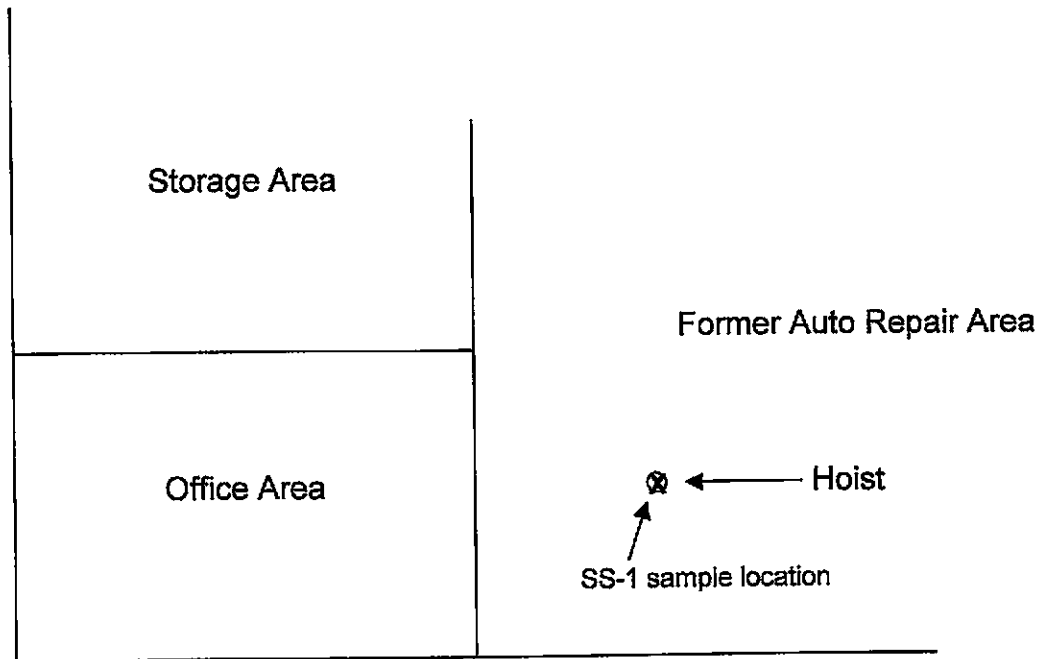 Storage Area
Former Auto Repair Area
Office Area
Hoist
SS-1 sample location